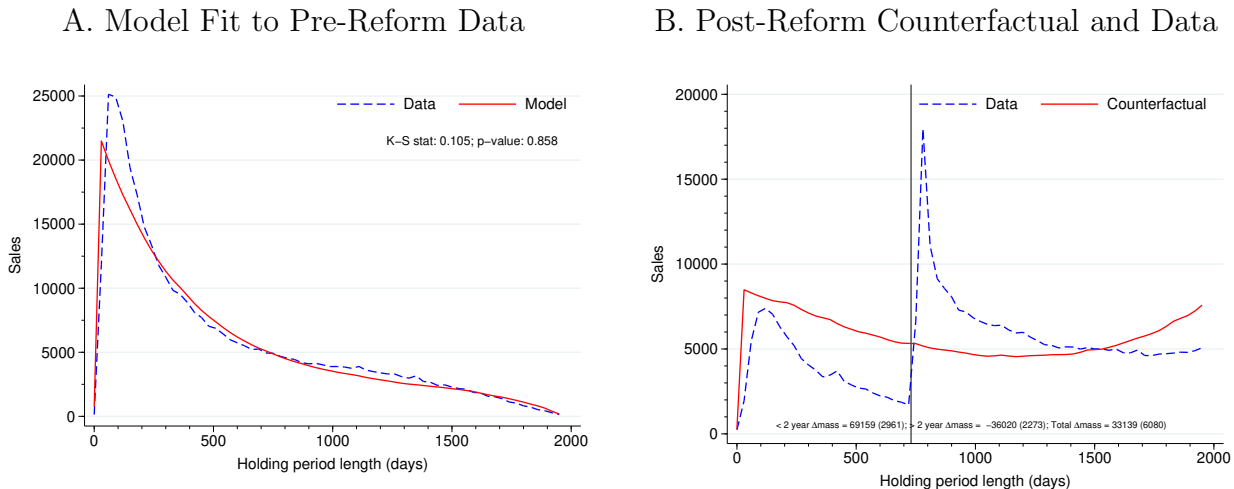 A. Model Fit to Pre-Reform Data
25000
20000
15000
10000
5000
0
Sales
Data
Model
K−S stat: 0.105; p−value: 0.858
0 500 1000 1500 2000
Holding period length (days)
B. Post-Reform Counterfactual and Data
20000
15000
10000
5000
0
Sales
Data
Counterfactual
< 2 year Δmass = 69159 (2961); > 2 year Δmass = −36020 (2273); Total Δmass = 33139 (6080)
0 500 1000 1500 2000
Holding period length (days)